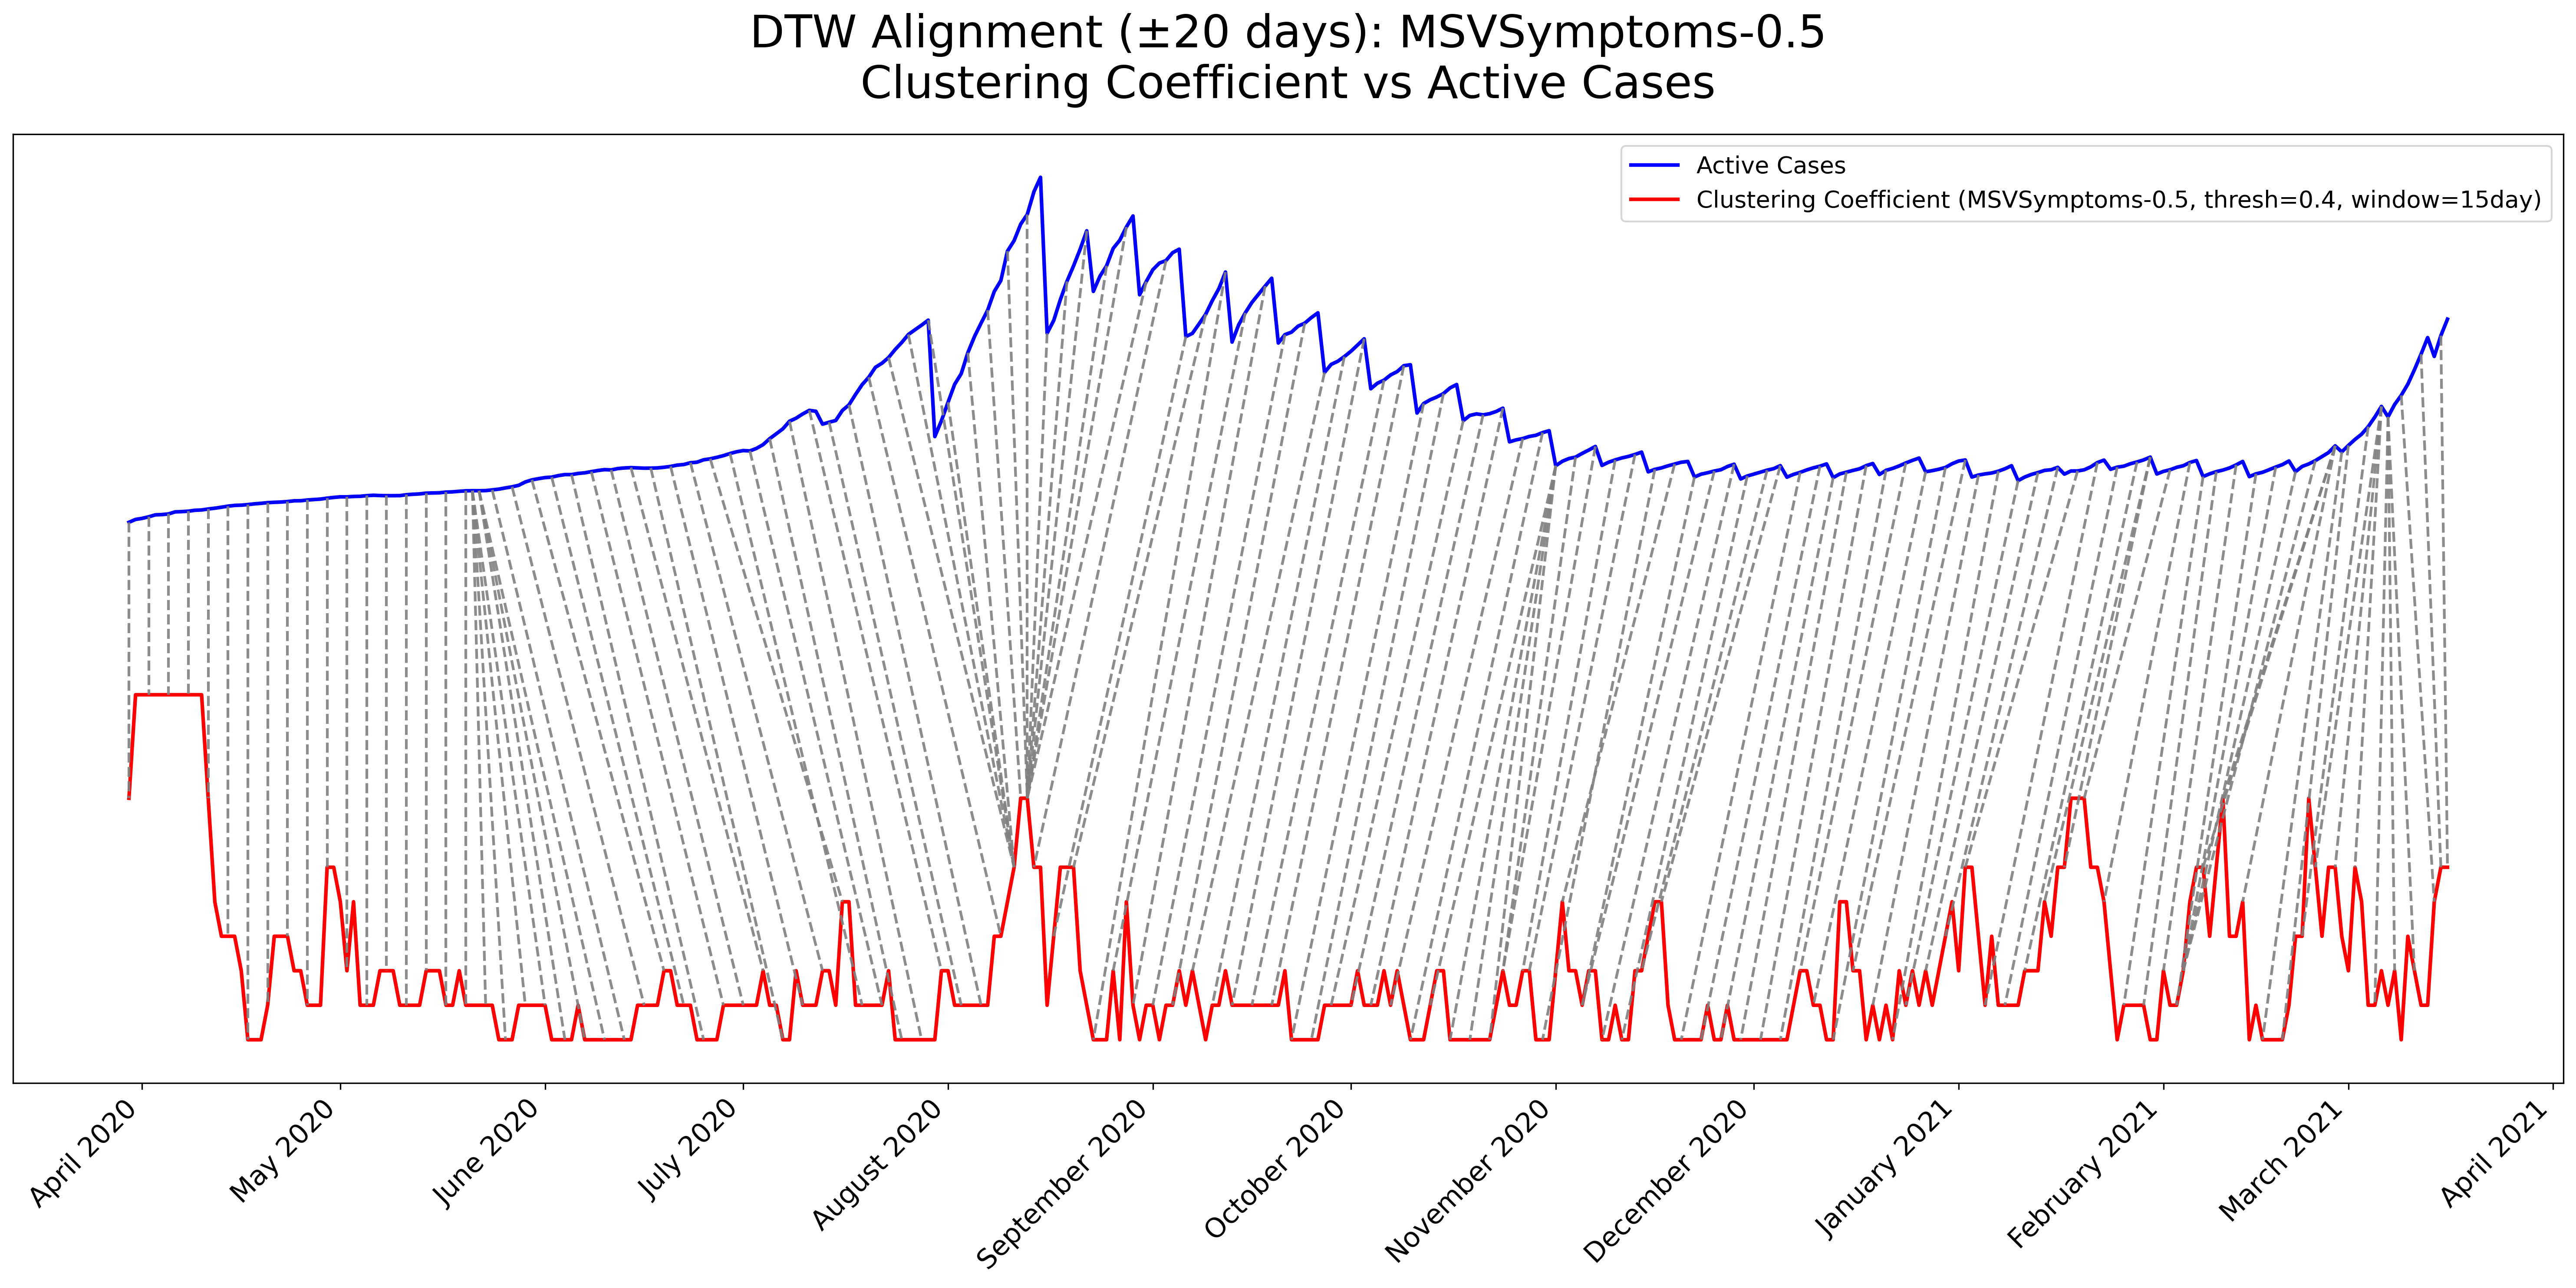 DTW Alignment (±20 days): MSVSymptoms-0.5
Clustering Coefficient vs Active Cases
Active Cases
Clustering Coefficient (MSVSymptoms-0.5, thresh=0.4, window=15day)
April 2020
May 2020
June 2020
July 2020
August 2020
September 2020
October 2020
November 2020
December 2020
January 2021
February 2021
March 2021
April 2021